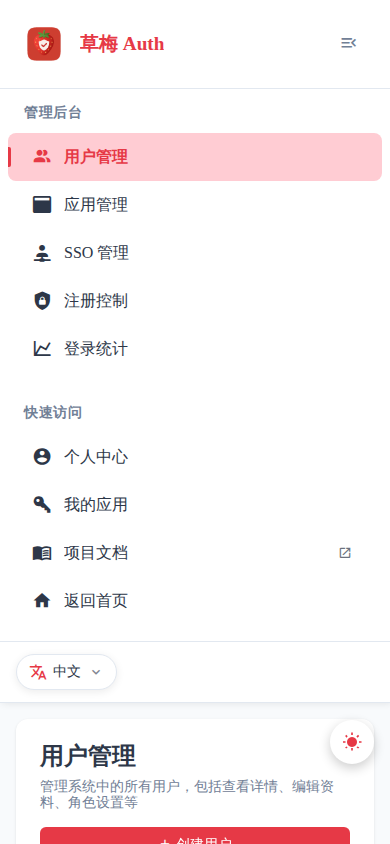 草梅 Auth
管理后台
用户管理
应用管理
SSO 管理
注册控制
登录统计
快速访问
个人中心
我的应用
项目文档
返回首页
中文
用户管理
管理系统中的所有用户，包括查看详情、编辑资
料、角色设置等
+ 创建用户